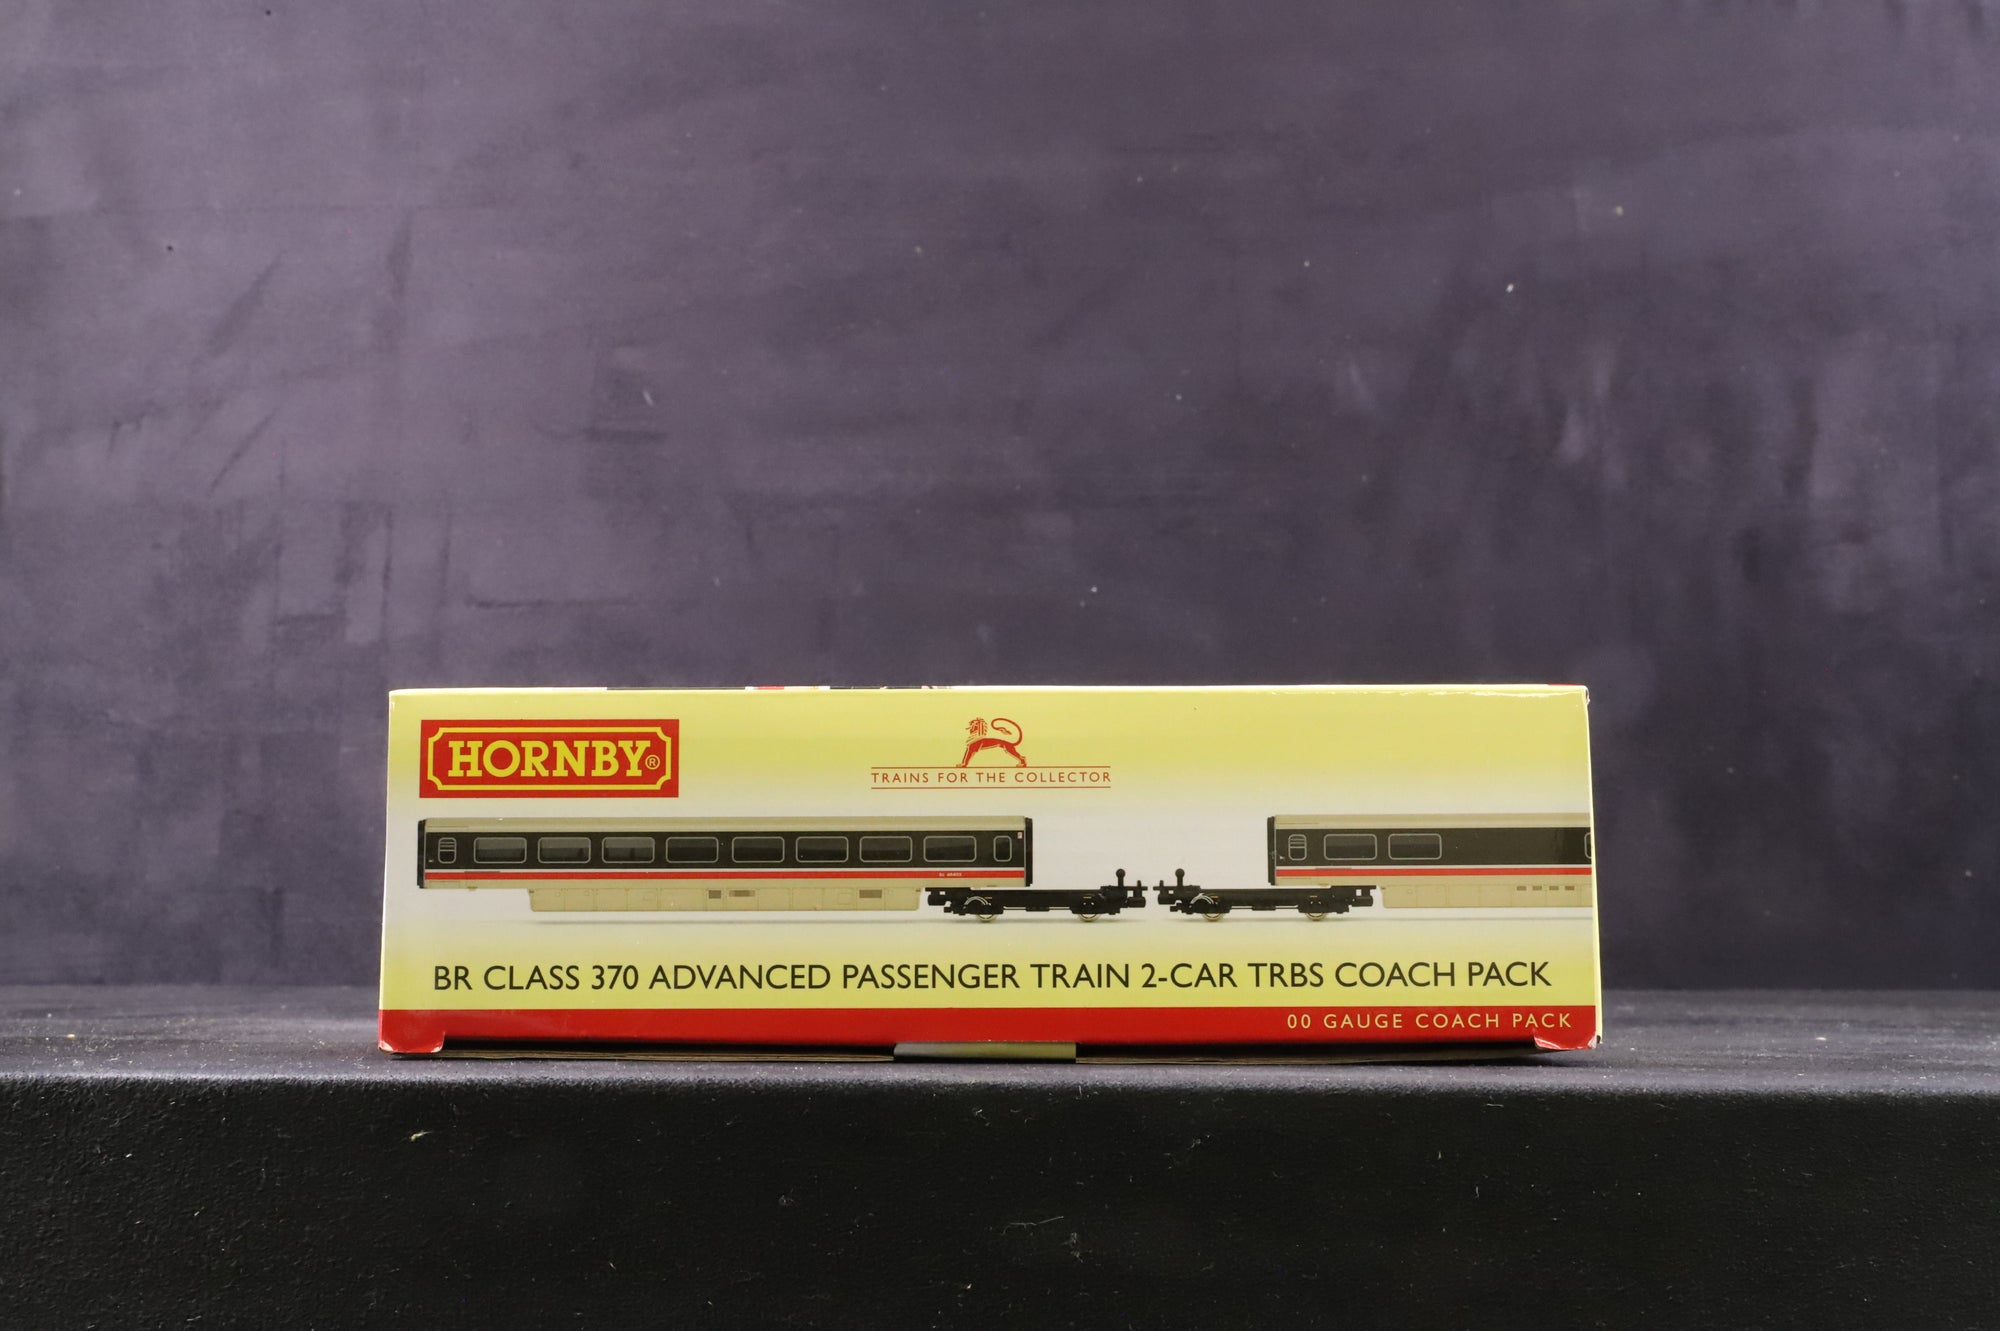 HORNBY®
TRAINS FOR THE COLLECTOR
BR CLASS 370 ADVANCED PASSENGER TRAIN 2-CAR TRBS COACH PACK
00 GAUGE COACH PACK